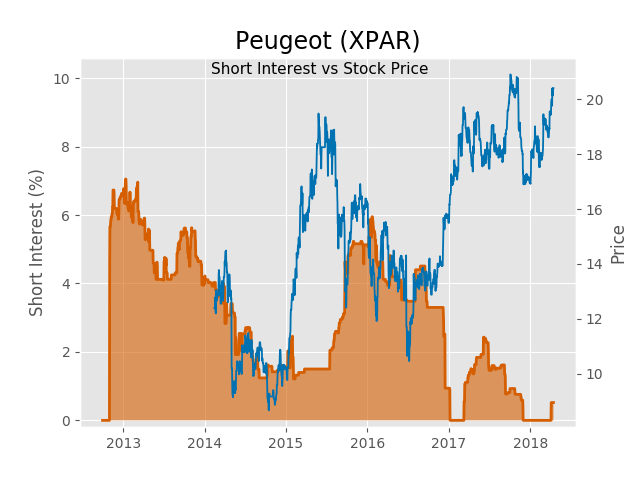 Peugeot (XPAR)
Short Interest vs Stock Price
Short Interest (%)
10
8
6
4
2
0
20
18
16
14
12
10
Price
2013 2014 2015 2016 2017 2018